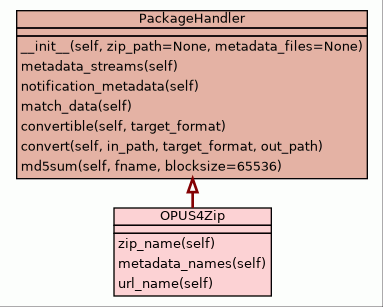 PackageHandler
__init__(self, zip_path=None, metadata_files=None)
metadata_streams(self)
notification_metadata(self)
match_data(self)
convertible(self, target_format)
convert(self, in_path, target_format, out_path)
md5sum(self, fname, blocksize=65536)
OPUS4Zip
zip_name(self)
metadata_names(self)
url_name(self)